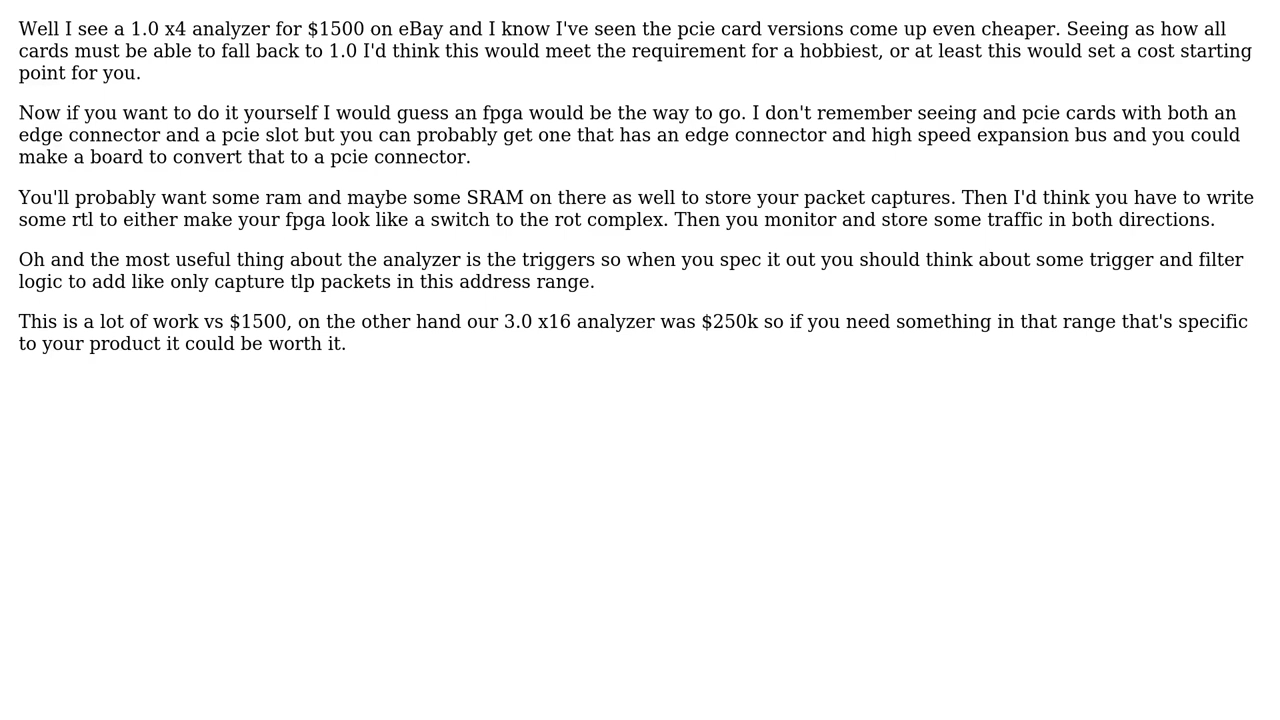 Well I see a 1.0 x4 analyzer for $1500 on eBay and I know I've seen the pcie card versions come up even cheaper. Seeing as how all
cards must be able to fall back to 1.0 I'd think this would meet the requirement for a hobbiest, or at least this would set a cost starting
point for you.
Now if you want to do it yourself I would guess an fpga would be the way to go. I don't remember seeing and pcie cards with both an
edge connector and a pcie slot but you can probably get one that has an edge connector and high speed expansion bus and you could
make a board to convert that to a pcie connector.
You'll probably want some ram and maybe some SRAM on there as well to store your packet captures. Then I'd think you have to write
some rtl to either make your fpga look like a switch to the rot complex. Then you monitor and store some traffic in both directions.
Oh and the most useful thing about the analyzer is the triggers so when you spec it out you should think about some trigger and filter
logic to add like only capture tlp packets in this address range.
This is a lot of work vs $1500, on the other hand our 3.0 x16 analyzer was $250k so if you need something in that range that's specific
to your product it could be worth it.